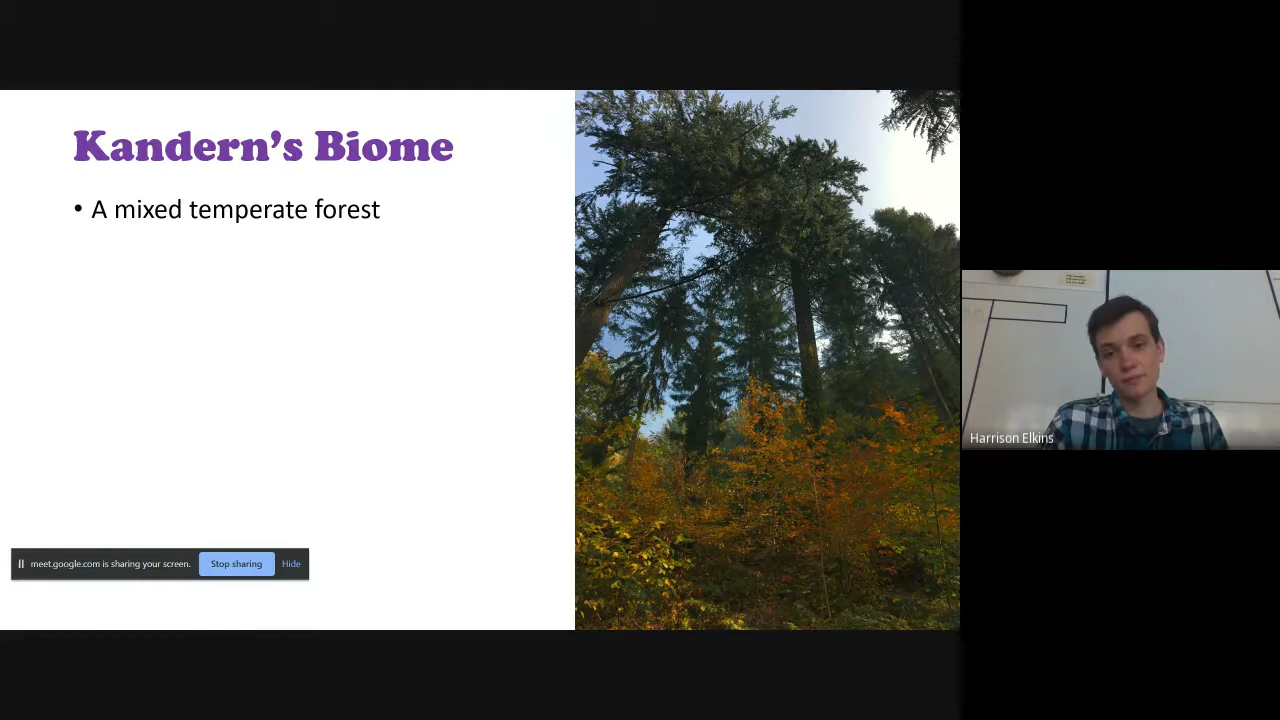 Kandern's Biome
• A mixed temperate forest
meet.google.com is sharing your screen. Stop sharing Hide
Harrison Elkins